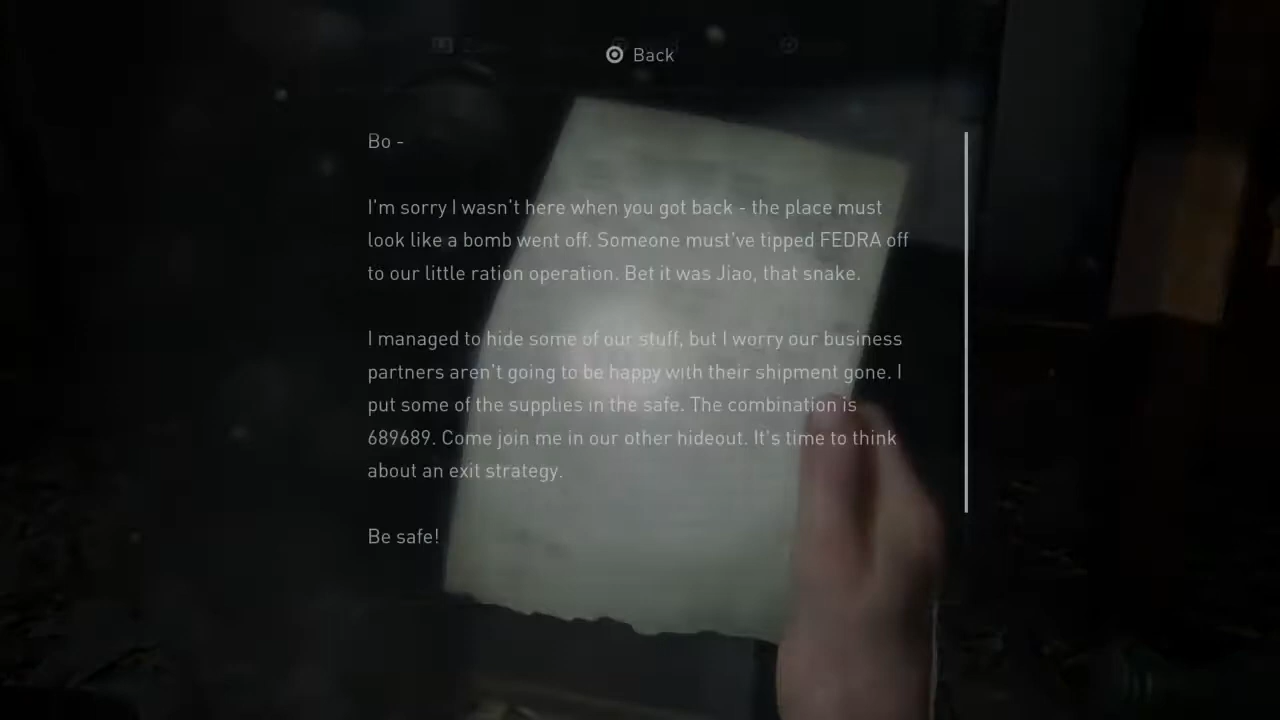 Back
Bo -
I'm sorry I wasn't here when you got back - the place must
look like a bomb went off. Someone must've tipped FEDRA off
to our little ration operation. Bet it was Jiao, that snake.
I managed to hide some of our stuff, but I worry our business
partners aren't going to be happy with their shipment gone. I
put some of the supplies in the safe. The combination is
689689. Come join me in our other hideout. It's time to think
about an exit strategy.
Be safe!